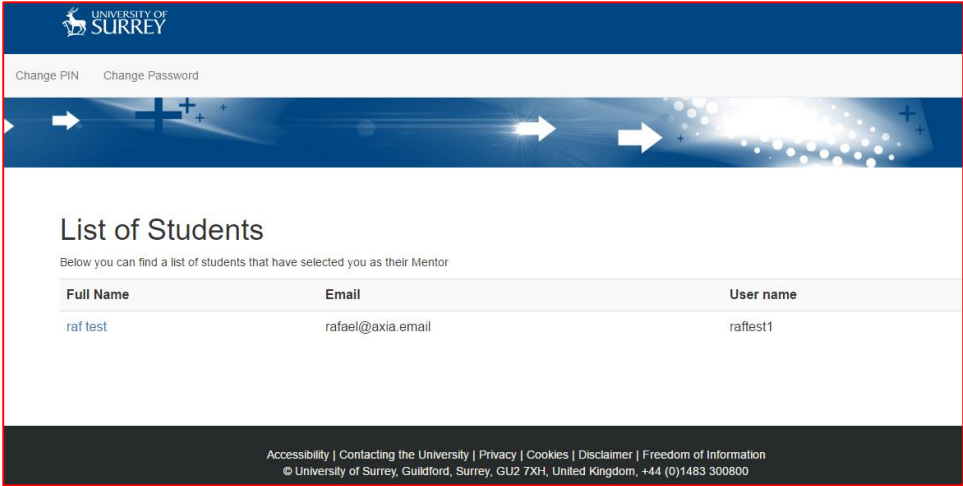 UNIVERSITY OF
SURREY
Change PIN Change Password
List of Students
Below you can find a list of students that have selected you as their Mentor
Full Name Email User name
raf test rafael@axia.email raftest1
Accessibility | Contacting the University | Privacy | Cookies | Disclaimer | Freedom of Information
© University of Surrey, Guildford, Surrey, GU2 7XH, United Kingdom, +44 (0)1483 300800